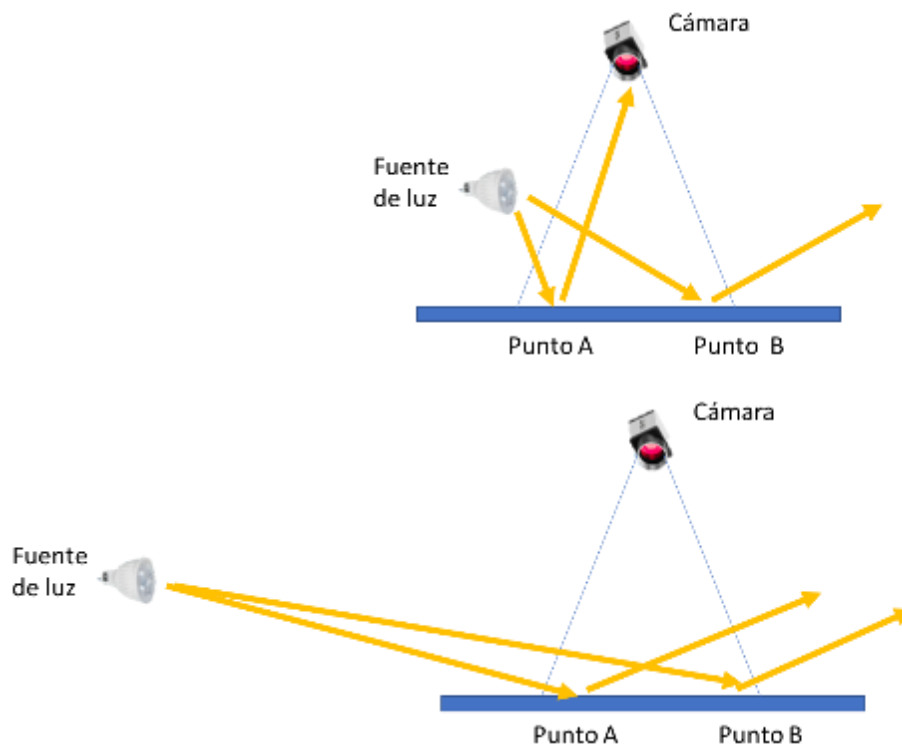 Cámara
Fuente
de luz
Punto A
Punto B
Cámara
Fuente
de luz
Punto A
Punto B